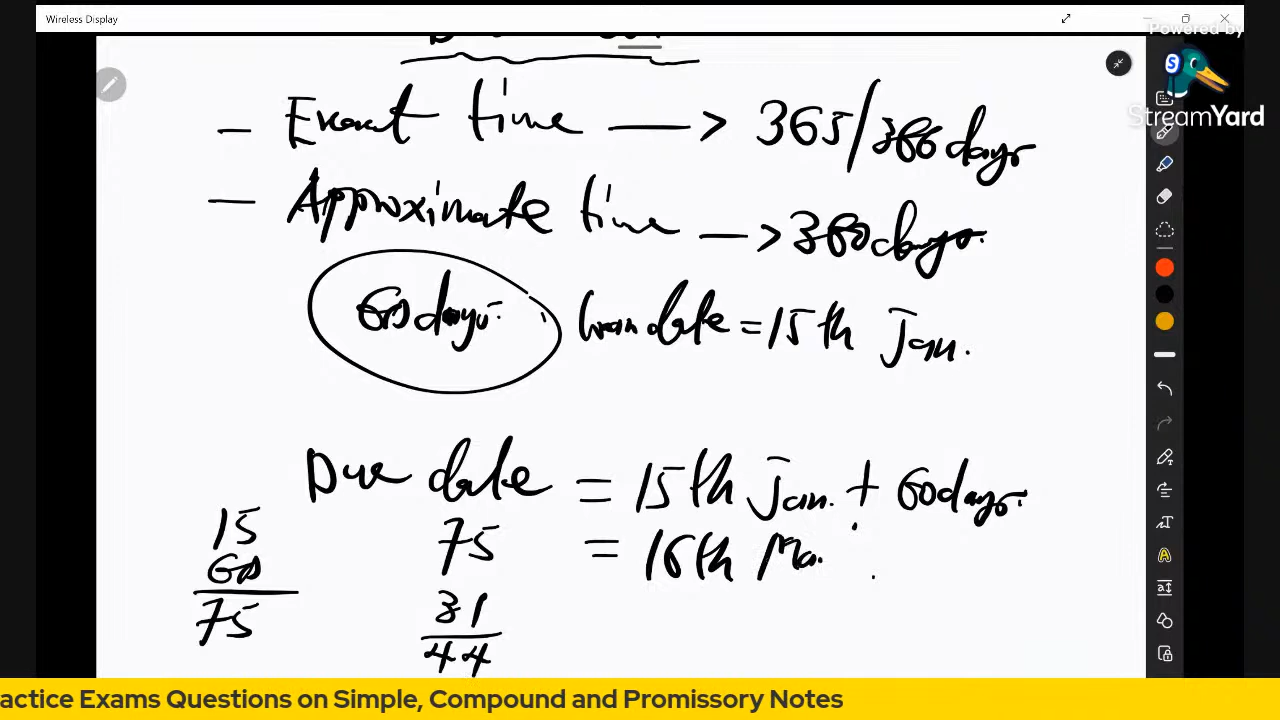 Wireless Display
Powered by
StreamYard
– Exact time —> 365/366 days
– Approximate time —> 360 days.
60 days. loan date = 15th Jan.
Due date = 15th Jan. + 60 days.
75 = 16th Ma.
15
60
75
31
44
actice Exams Questions on Simple, Compound and Promissory Notes